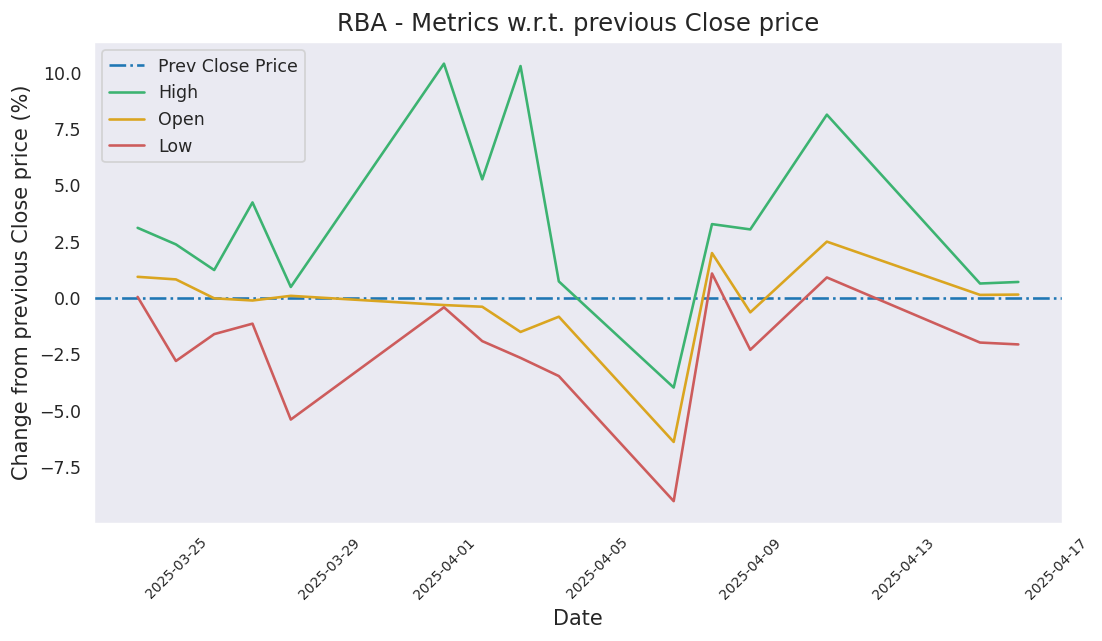 RBA - Metrics w.r.t. previous Close price
Change from previous Close price (%)
10.0
7.5
5.0
2.5
0.0
−2.5
−5.0
−7.5
Prev Close Price
High
Open
Low
2025-03-25
2025-03-29
2025-04-01
2025-04-05
2025-04-09
2025-04-13
2025-04-17
Date